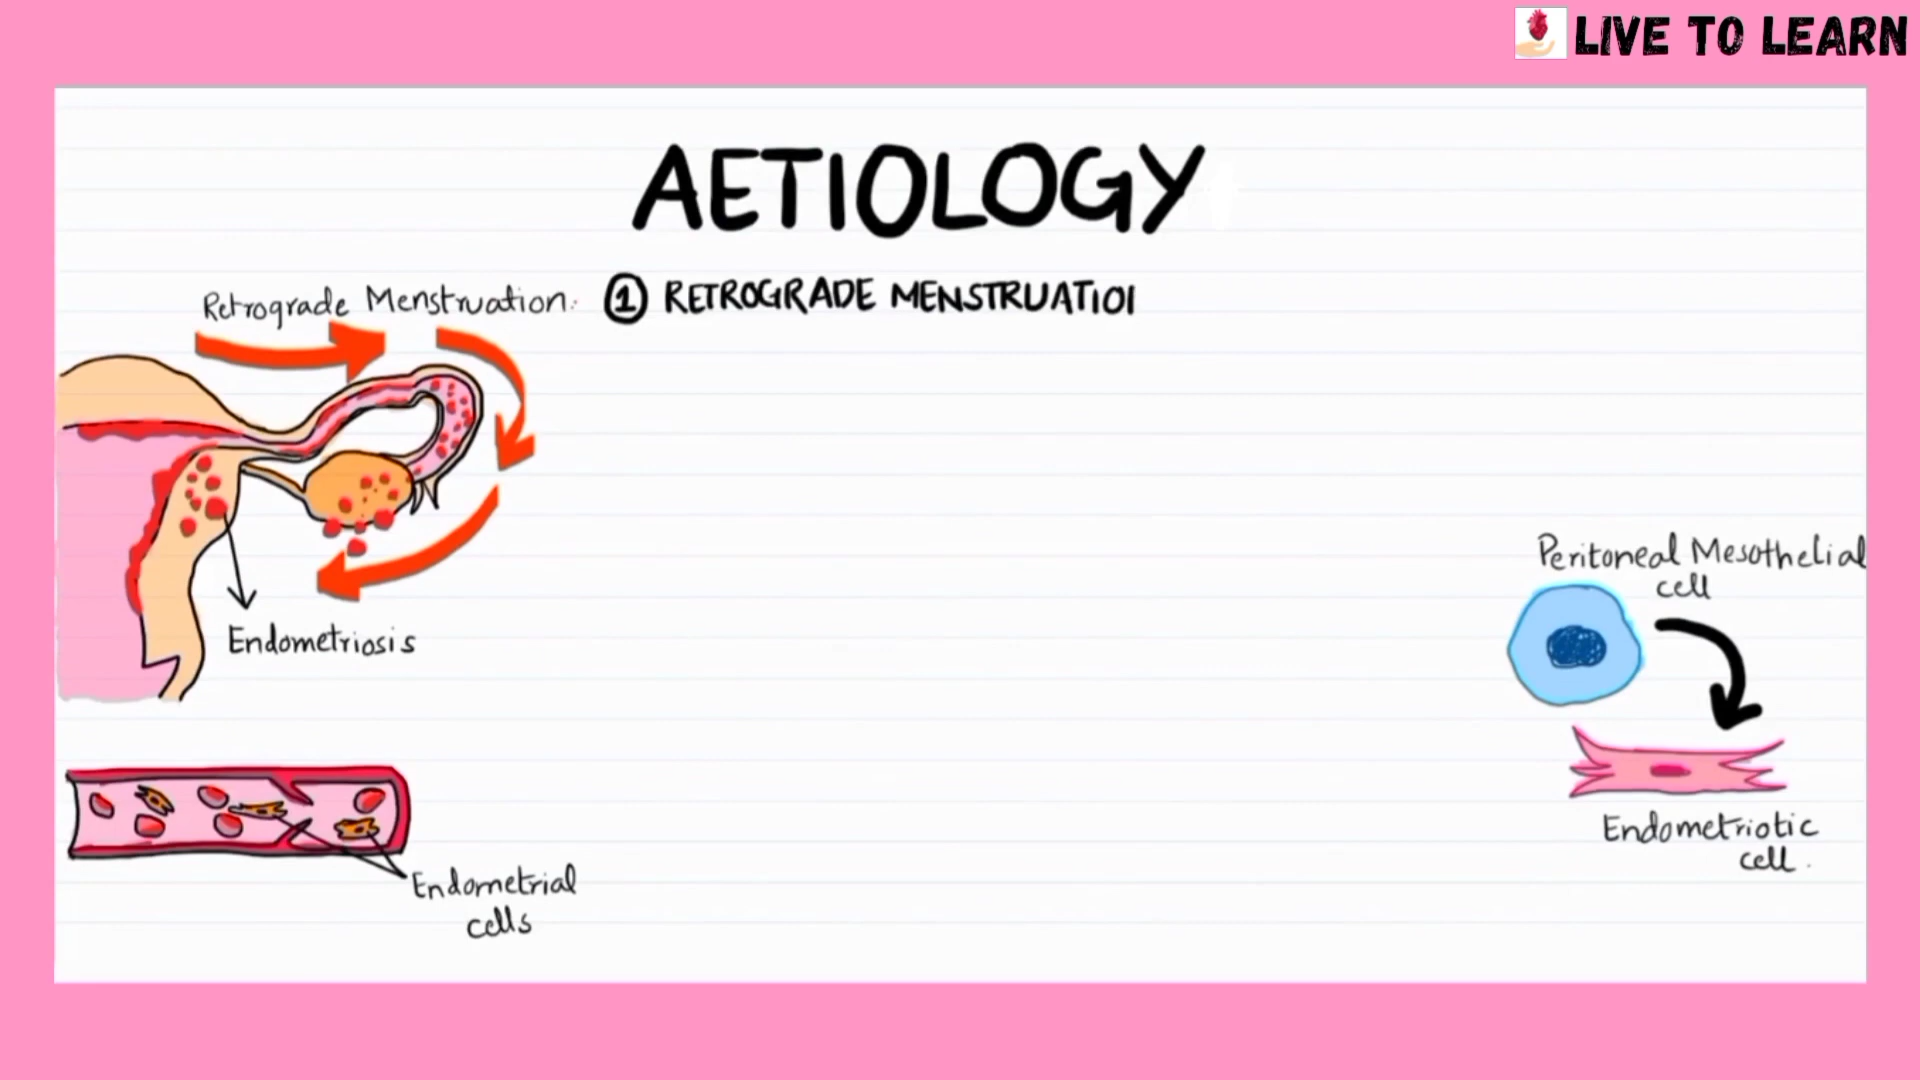 LIVE TO LEARN
AETIOLOGY
Retrograde Menstruation.
① RETROGRADE MENSTRUATIOI
Endometriosis
Peritoneal Mesothelial
cell
Endometriotic
cell.
Endometrial
cells